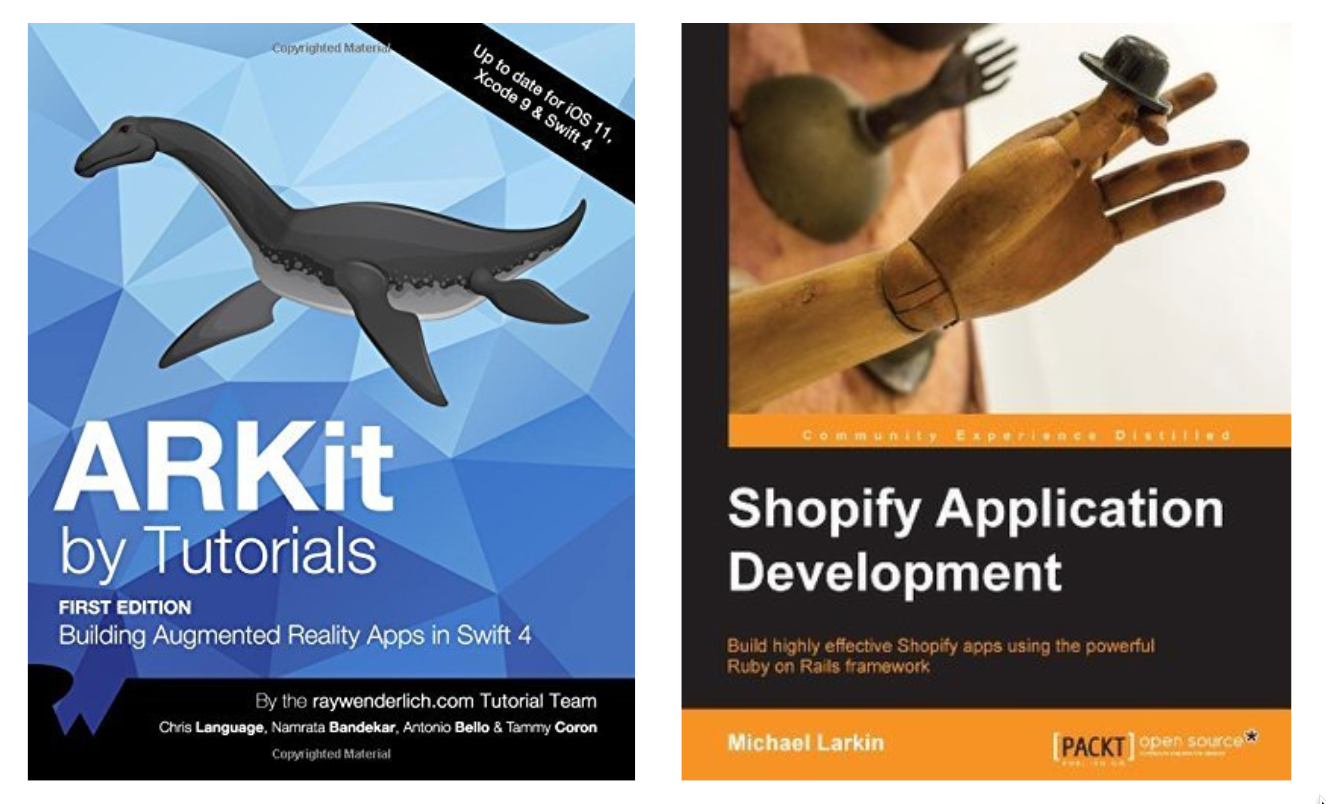 Copyrighted Material
Up to date for iOS 11,
Xcode 9 & Swift 4
ARKit
by Tutorials
FIRST EDITION
Building Augmented Reality Apps in Swift 4
By the raywenderlich.com Tutorial Team
Chris Language, Namrata Bandekar, Antonio Bello & Tammy Coron
Copyrighted Material
Community Experience Distilled
Shopify Application
Development
Build highly effective Shopify apps using the powerful
Ruby on Rails framework
Michael Larkin
[PACKT] open source*
PUBLISHING